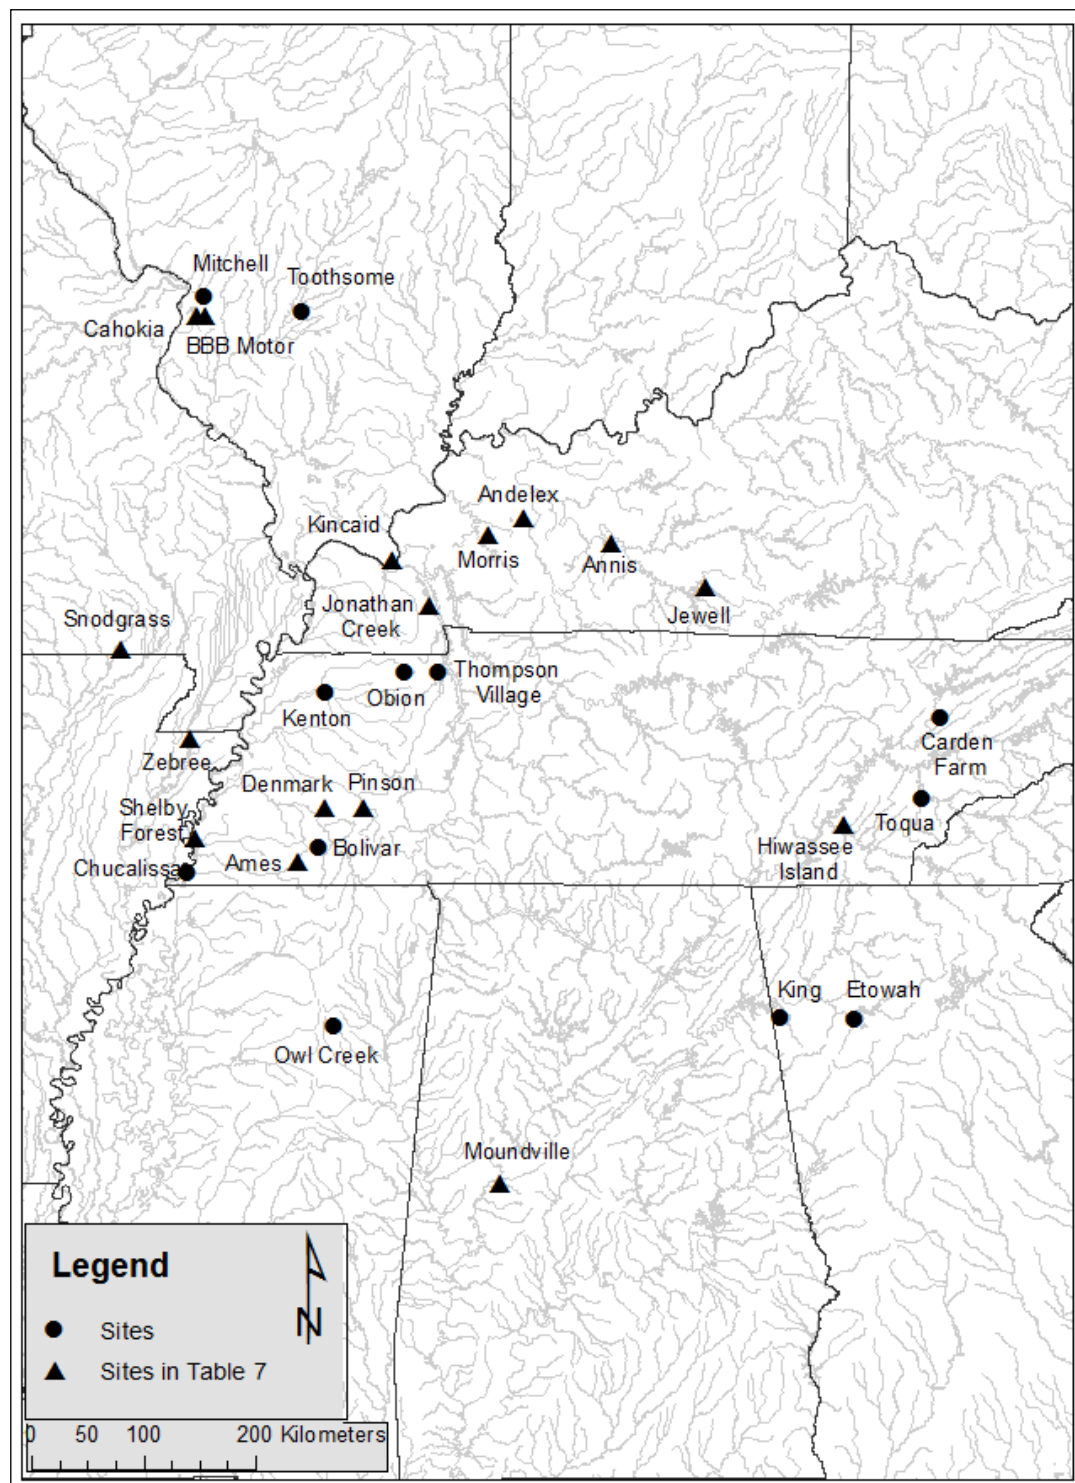 Mitchell
Toothsome
Cahokia
BBB Motor
Andelex
Kincaid
Morris
Annis
Jonathan
Creek
Jewell
Snodgrass
Thompson
Village
Obion
Kenton
Carden
Farm
Zebree
Denmark
Pinson
Shelby
Forest
Toqua
Bolivar
Hiwassee
Island
Ames
Chucalissa
King
Etowah
Owl Creek
Moundville
Legend
N
Sites
Sites in Table 7
0 50 100 200 Kilometers